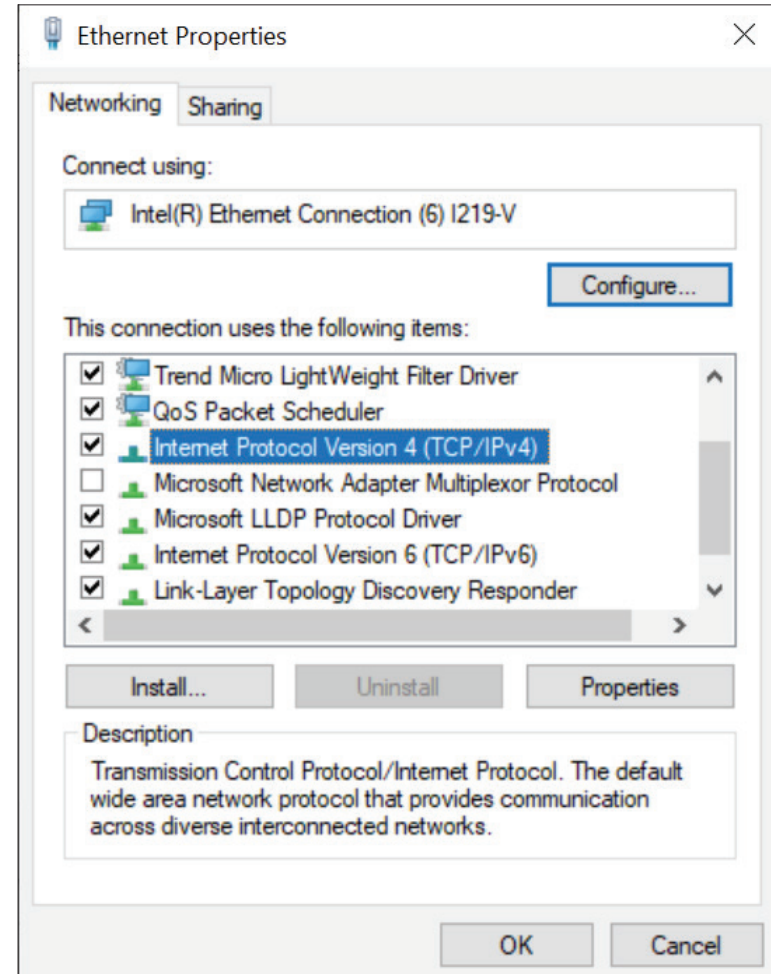 Ethernet Properties
Networking
Sharing
Connect using:
Intel(R) Ethernet Connection (6) I219-V
Configure...
This connection uses the following items:
Trend Micro LightWeight Filter Driver
QoS Packet Scheduler
Internet Protocol Version 4 (TCP/IPv4)
Microsoft Network Adapter Multiplexor Protocol
Microsoft LLDP Protocol Driver
Internet Protocol Version 6 (TCP/IPv6)
Link-Layer Topology Discovery Responder
Install...
Uninstall
Properties
Description
Transmission Control Protocol/Internet Protocol. The default
wide area network protocol that provides communication
across diverse interconnected networks.
OK
Cancel